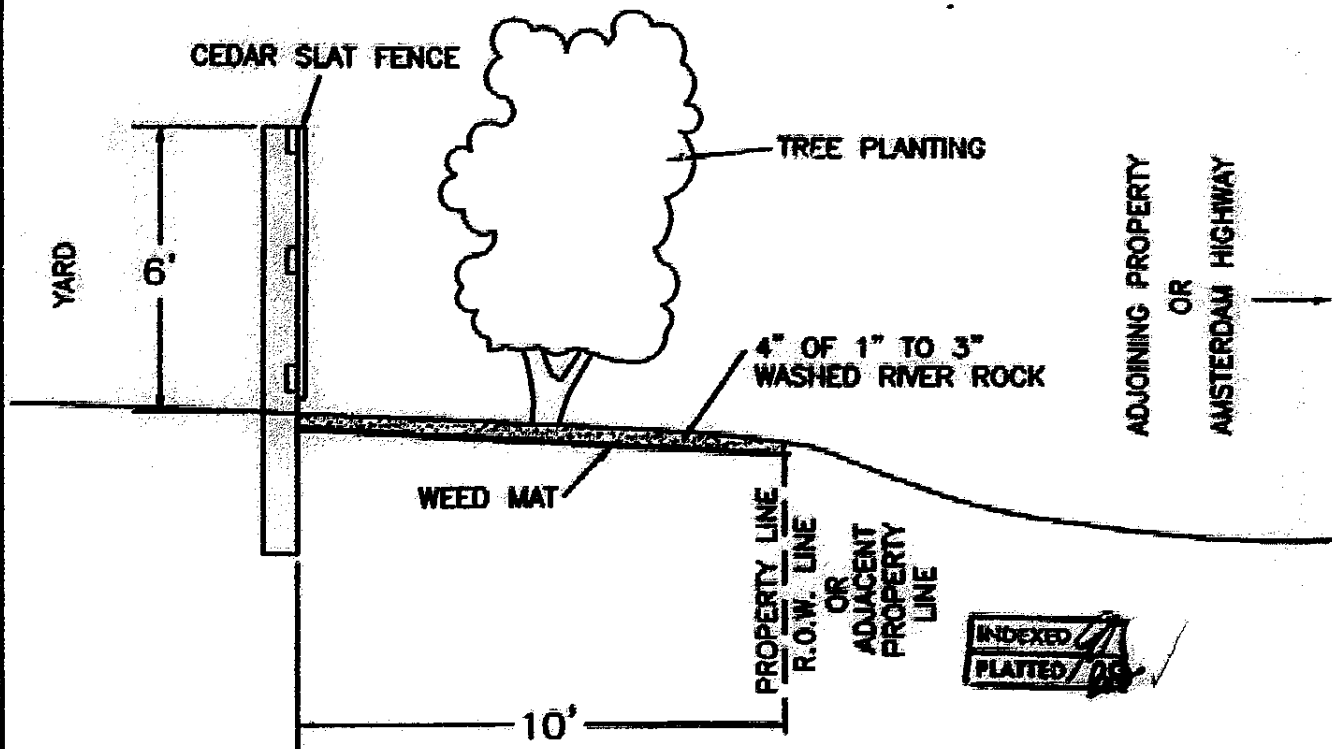 CEDAR SLAT FENCE
TREE PLANTING
YARD
6'
ADJOINING PROPERTY
OR
AMSTERDAM HIGHWAY
4" OF 1" TO 3"
WASHED RIVER ROCK
WEED MAT
PROPERTY LINE
R.O.W. LINE
OR
ADJACENT
PROPERTY
LINE
INDEXED
PLATTED
10'